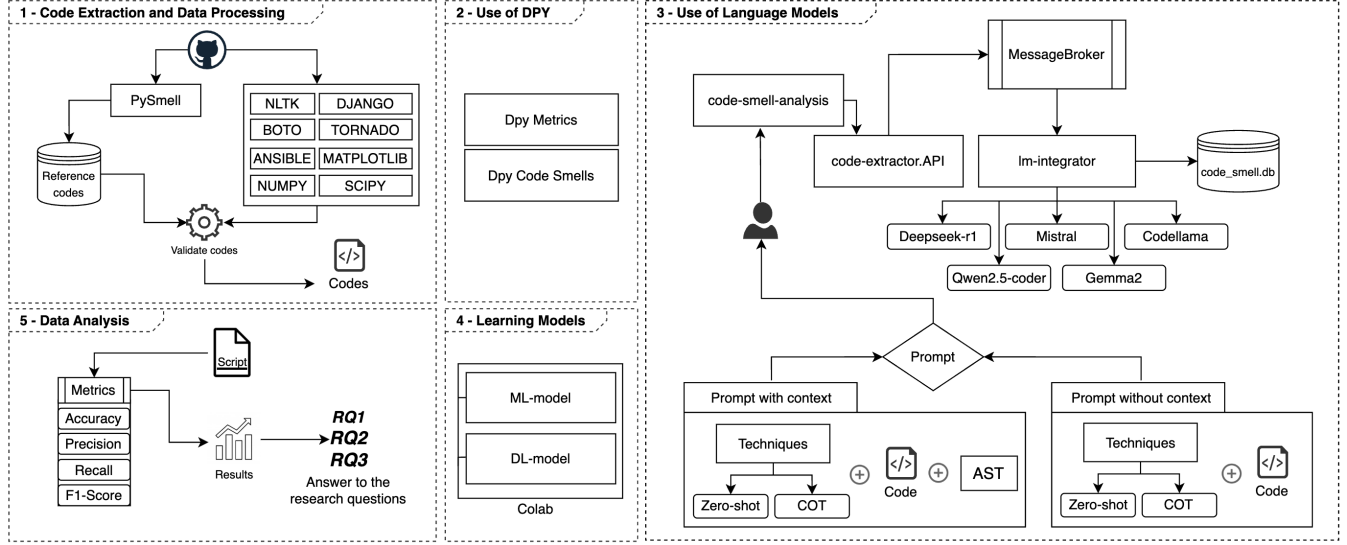 1 - Code Extraction and Data Processing
PySmell
Reference
codes
NLTK
DJANGO
BOTO
TORNADO
ANSIBLE
MATPLOTLIB
NUMPY
SCIPY
Validate codes
</>
Codes
2 - Use of DPY
Dpy Metrics
Dpy Code Smells
3 - Use of Language Models
MessageBroker
code-smell-analysis
code-extractor.API
lm-integrator
code_smell.db
Deepseek-r1
Mistral
Codellama
Qwen2.5-coder
Gemma2
Prompt
Prompt with context
Techniques
Zero-shot
COT
</>
Code
AST
Prompt without context
Techniques
Zero-shot
COT
</>
Code
4 - Learning Models
ML-model
DL-model
Colab
5 - Data Analysis
Script
Metrics
Accuracy
Precision
Recall
F1-Score
Results
RQ1
RQ2
RQ3
Answer to the
research questions